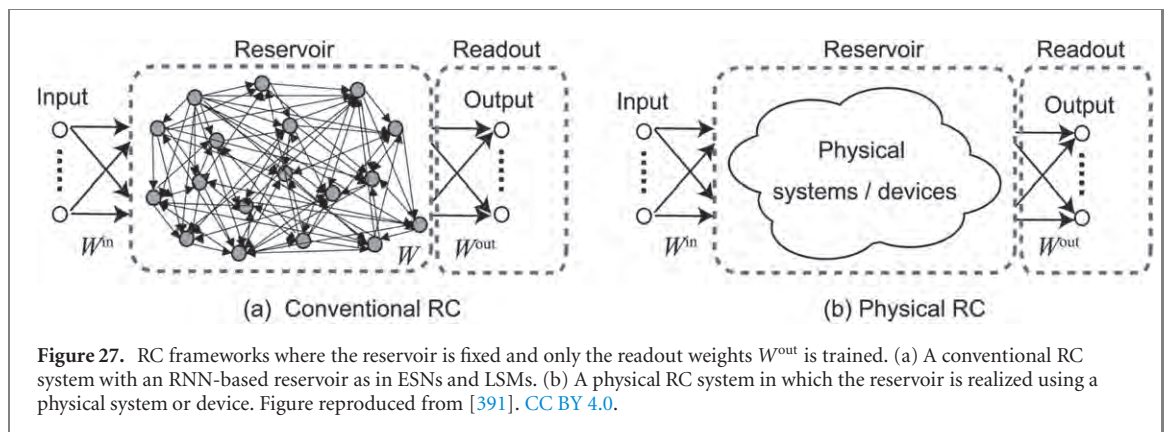 Reservoir Readout
Input Output
W^in W W^out
(a) Conventional RC
Reservoir Readout
Input Output
Physical
systems / devices
W^in W^out
(b) Physical RC
Figure 27. RC frameworks where the reservoir is fixed and only the readout weights W^out is trained. (a) A conventional RC
system with an RNN-based reservoir as in ESNs and LSMs. (b) A physical RC system in which the reservoir is realized using a
physical system or device. Figure reproduced from [391]. CC BY 4.0.